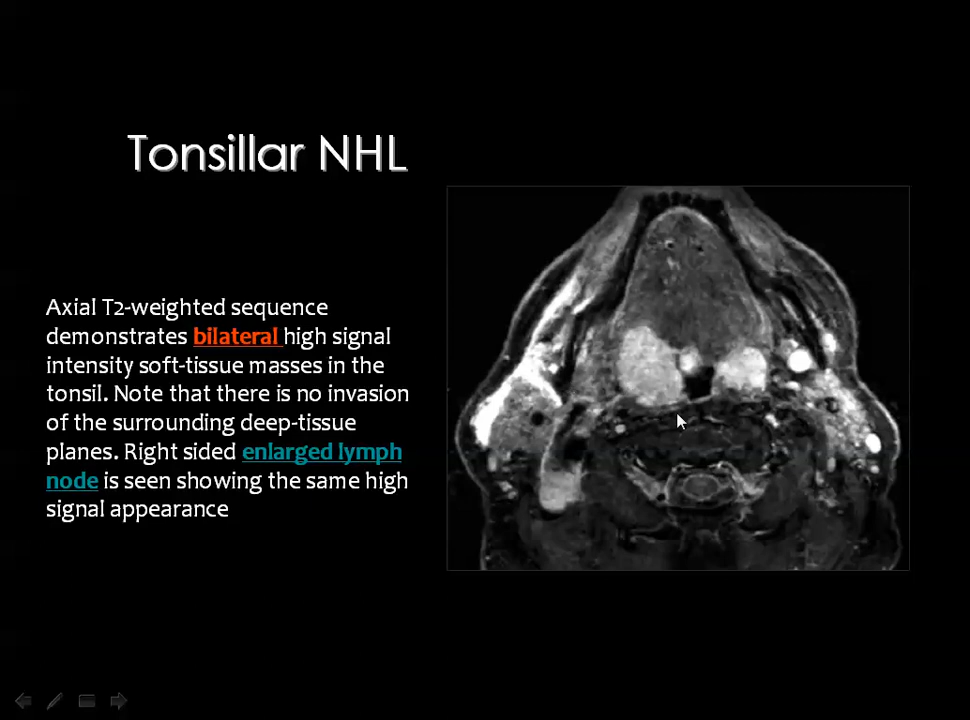 Tonsillar NHL
Axial T2-weighted sequence
demonstrates bilateral high signal
intensity soft-tissue masses in the
tonsil. Note that there is no invasion
of the surrounding deep-tissue
planes. Right sided enlarged lymph
node is seen showing the same high
signal appearance